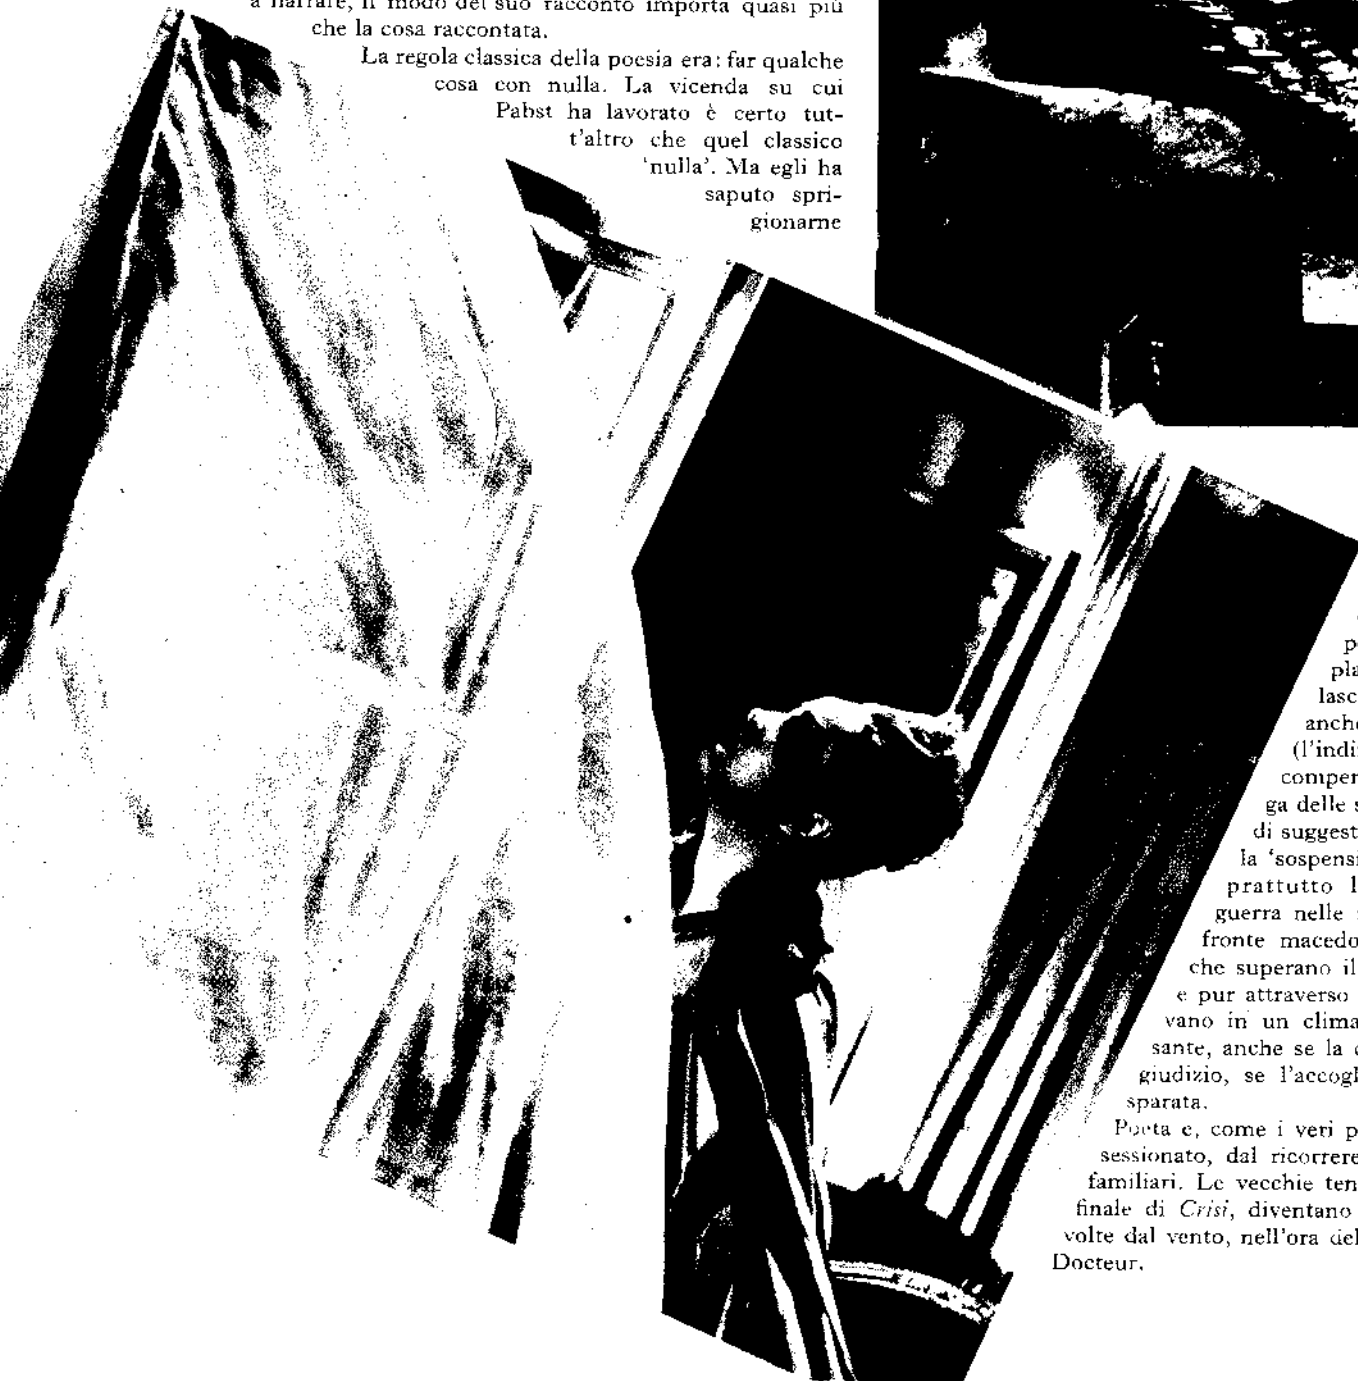 a narrare, il modo del suo racconto importa quasi più
che la cosa raccontata.
La regola classica della poesia era: far qualche
cosa con nulla. La vicenda su cui
Pabst ha lavorato è certo tut-
t'altro che quel classico
'nulla'. Ma egli ha
saputo spri-
gionarne
p
pla
lasc
anche
(l'indi
compen
ga delle s
di suggest
la 'sospensi
prattutto l
guerra nelle
fronte macedo
che superano il
e pur attraverso
vano in un clima
sante, anche se la
giudizio, se l'accogl
sparata.
Poeta e, come i veri p
sessionato, dal ricorrere
familiari. Le vecchie ten
finale di Crisi, diventano
volte dal vento, nell'ora del
Docteur.